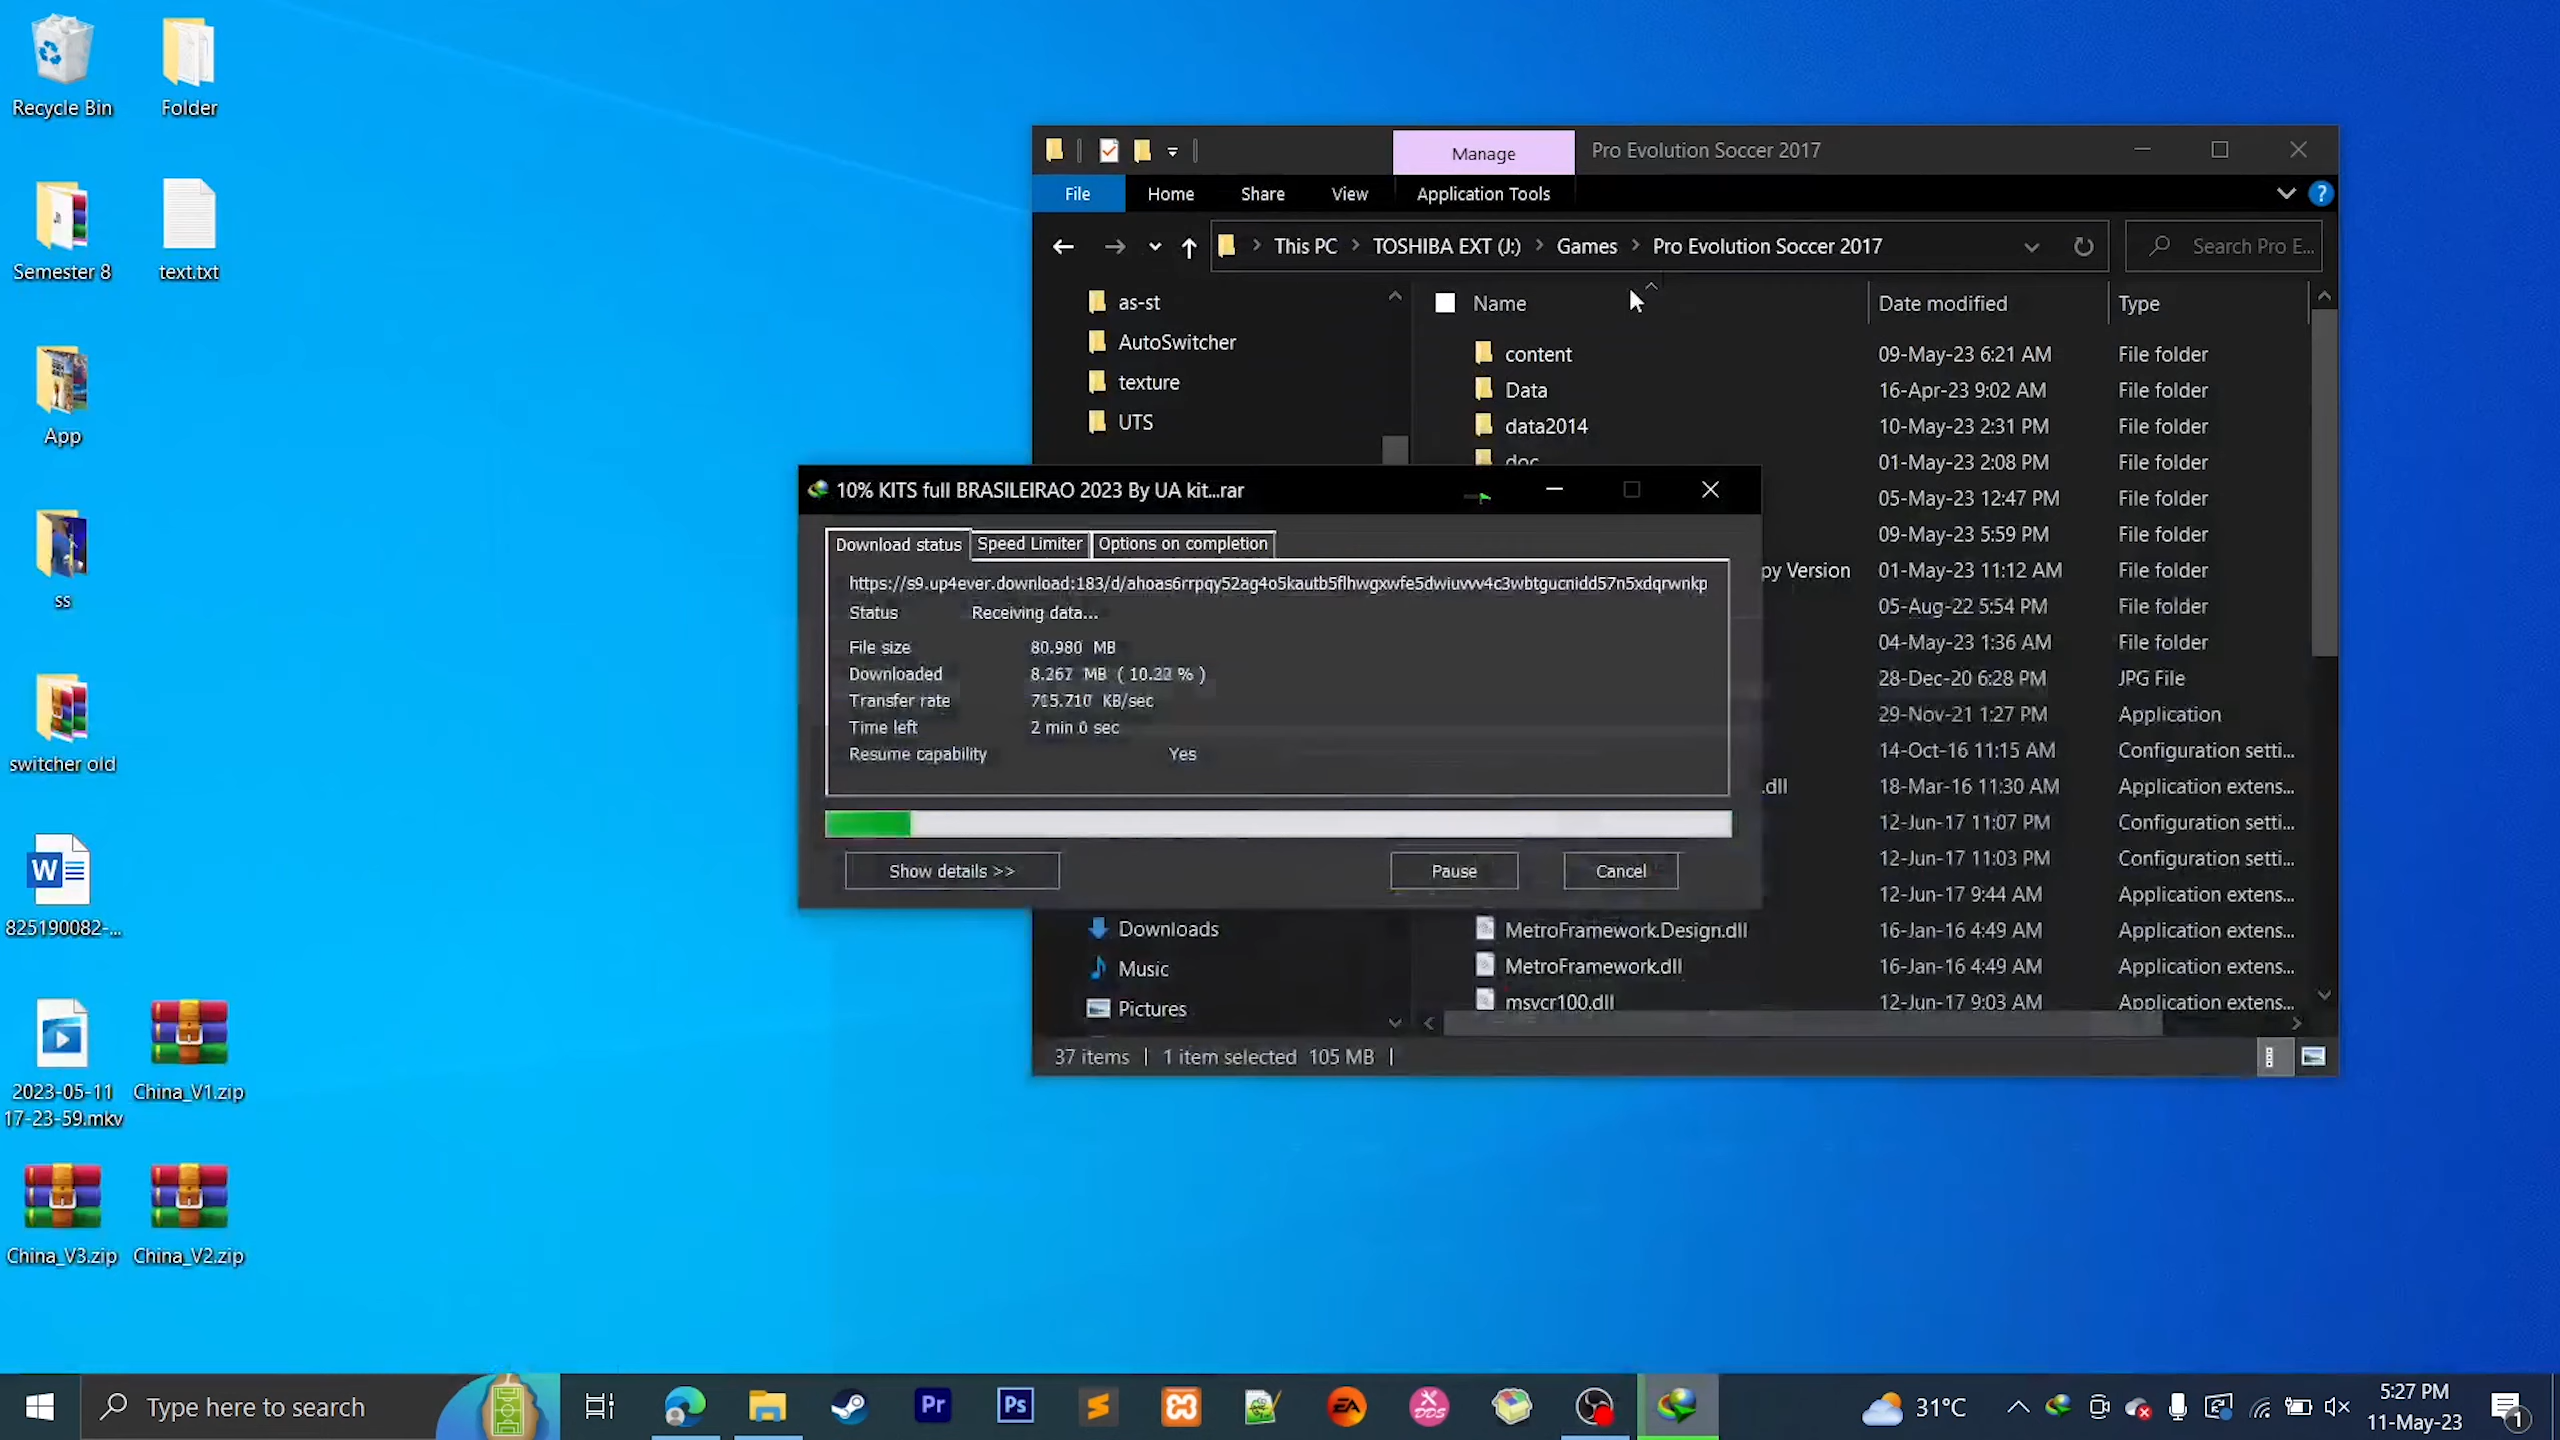 Recycle Bin
Folder
Semester 8
text.txt
App
ss
switcher old
825190082-...
2023-05-11
17-23-59.mkv
China_V1.zip
China_V3.zip
China_V2.zip
Manage
Pro Evolution Soccer 2017
File
Home
Share
View
Application Tools
This PC
TOSHIBA EXT (J:)
Games
Pro Evolution Soccer 2017
Search Pro E...
as-st
AutoSwitcher
texture
UTS
Name
Date modified
Type
content 09-May-23 6:21 AM File folder
Data 16-Apr-23 9:02 AM File folder
data2014 10-May-23 2:31 PM File folder
doc 01-May-23 2:08 PM File folder
05-May-23 12:47 PM File folder
09-May-23 5:59 PM File folder
py Version 01-May-23 11:12 AM File folder
05-Aug-22 5:54 PM File folder
04-May-23 1:36 AM File folder
28-Dec-20 6:28 PM JPG File
29-Nov-21 1:27 PM Application
14-Oct-16 11:15 AM Configuration setti...
.dll 18-Mar-16 11:30 AM Application extens...
12-Jun-17 11:07 PM Configuration setti...
12-Jun-17 11:03 PM Configuration setti...
12-Jun-17 9:44 AM Application extens...
MetroFramework.Design.dll 16-Jan-16 4:49 AM Application extens...
MetroFramework.dll 16-Jan-16 4:49 AM Application extens...
msvcr100.dll 12-Jun-17 9:03 AM Application extens...
Downloads
Music
Pictures
37 items 1 item selected 105 MB
10% KITS full BRASILEIRAO 2023 By UA kit...rar
Download status
Speed Limiter
Options on completion
https://s9.up4ever.download:183/d/ahoas6rrpqy52ag4o5kautb5flhwgxwfe5dwiuvvv4c3wbtgucnidd57n5xdqrwnkp
Status Receiving data...
File size 80.980 MB
Downloaded 8.267 MB ( 10.22 % )
Transfer rate 715.710 KB/sec
Time left 2 min 0 sec
Resume capability Yes
Show details >>
Pause
Cancel
Type here to search
Pr
Ps
EA
DDS
31°C
5:27 PM
11-May-23
1